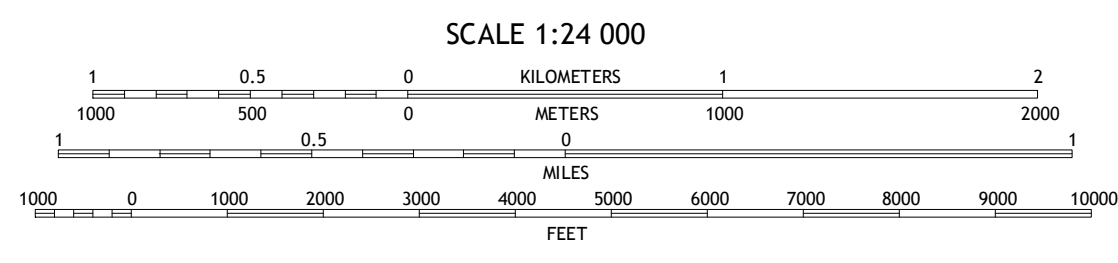 SCALE 1:24 000
1 0.5 0 KILOMETERS 1 2
1000 500 0 METERS 1000 2000
1 0.5 0 1
MILES
1000 0 1000 2000 3000 4000 5000 6000 7000 8000 9000 10000
FEET